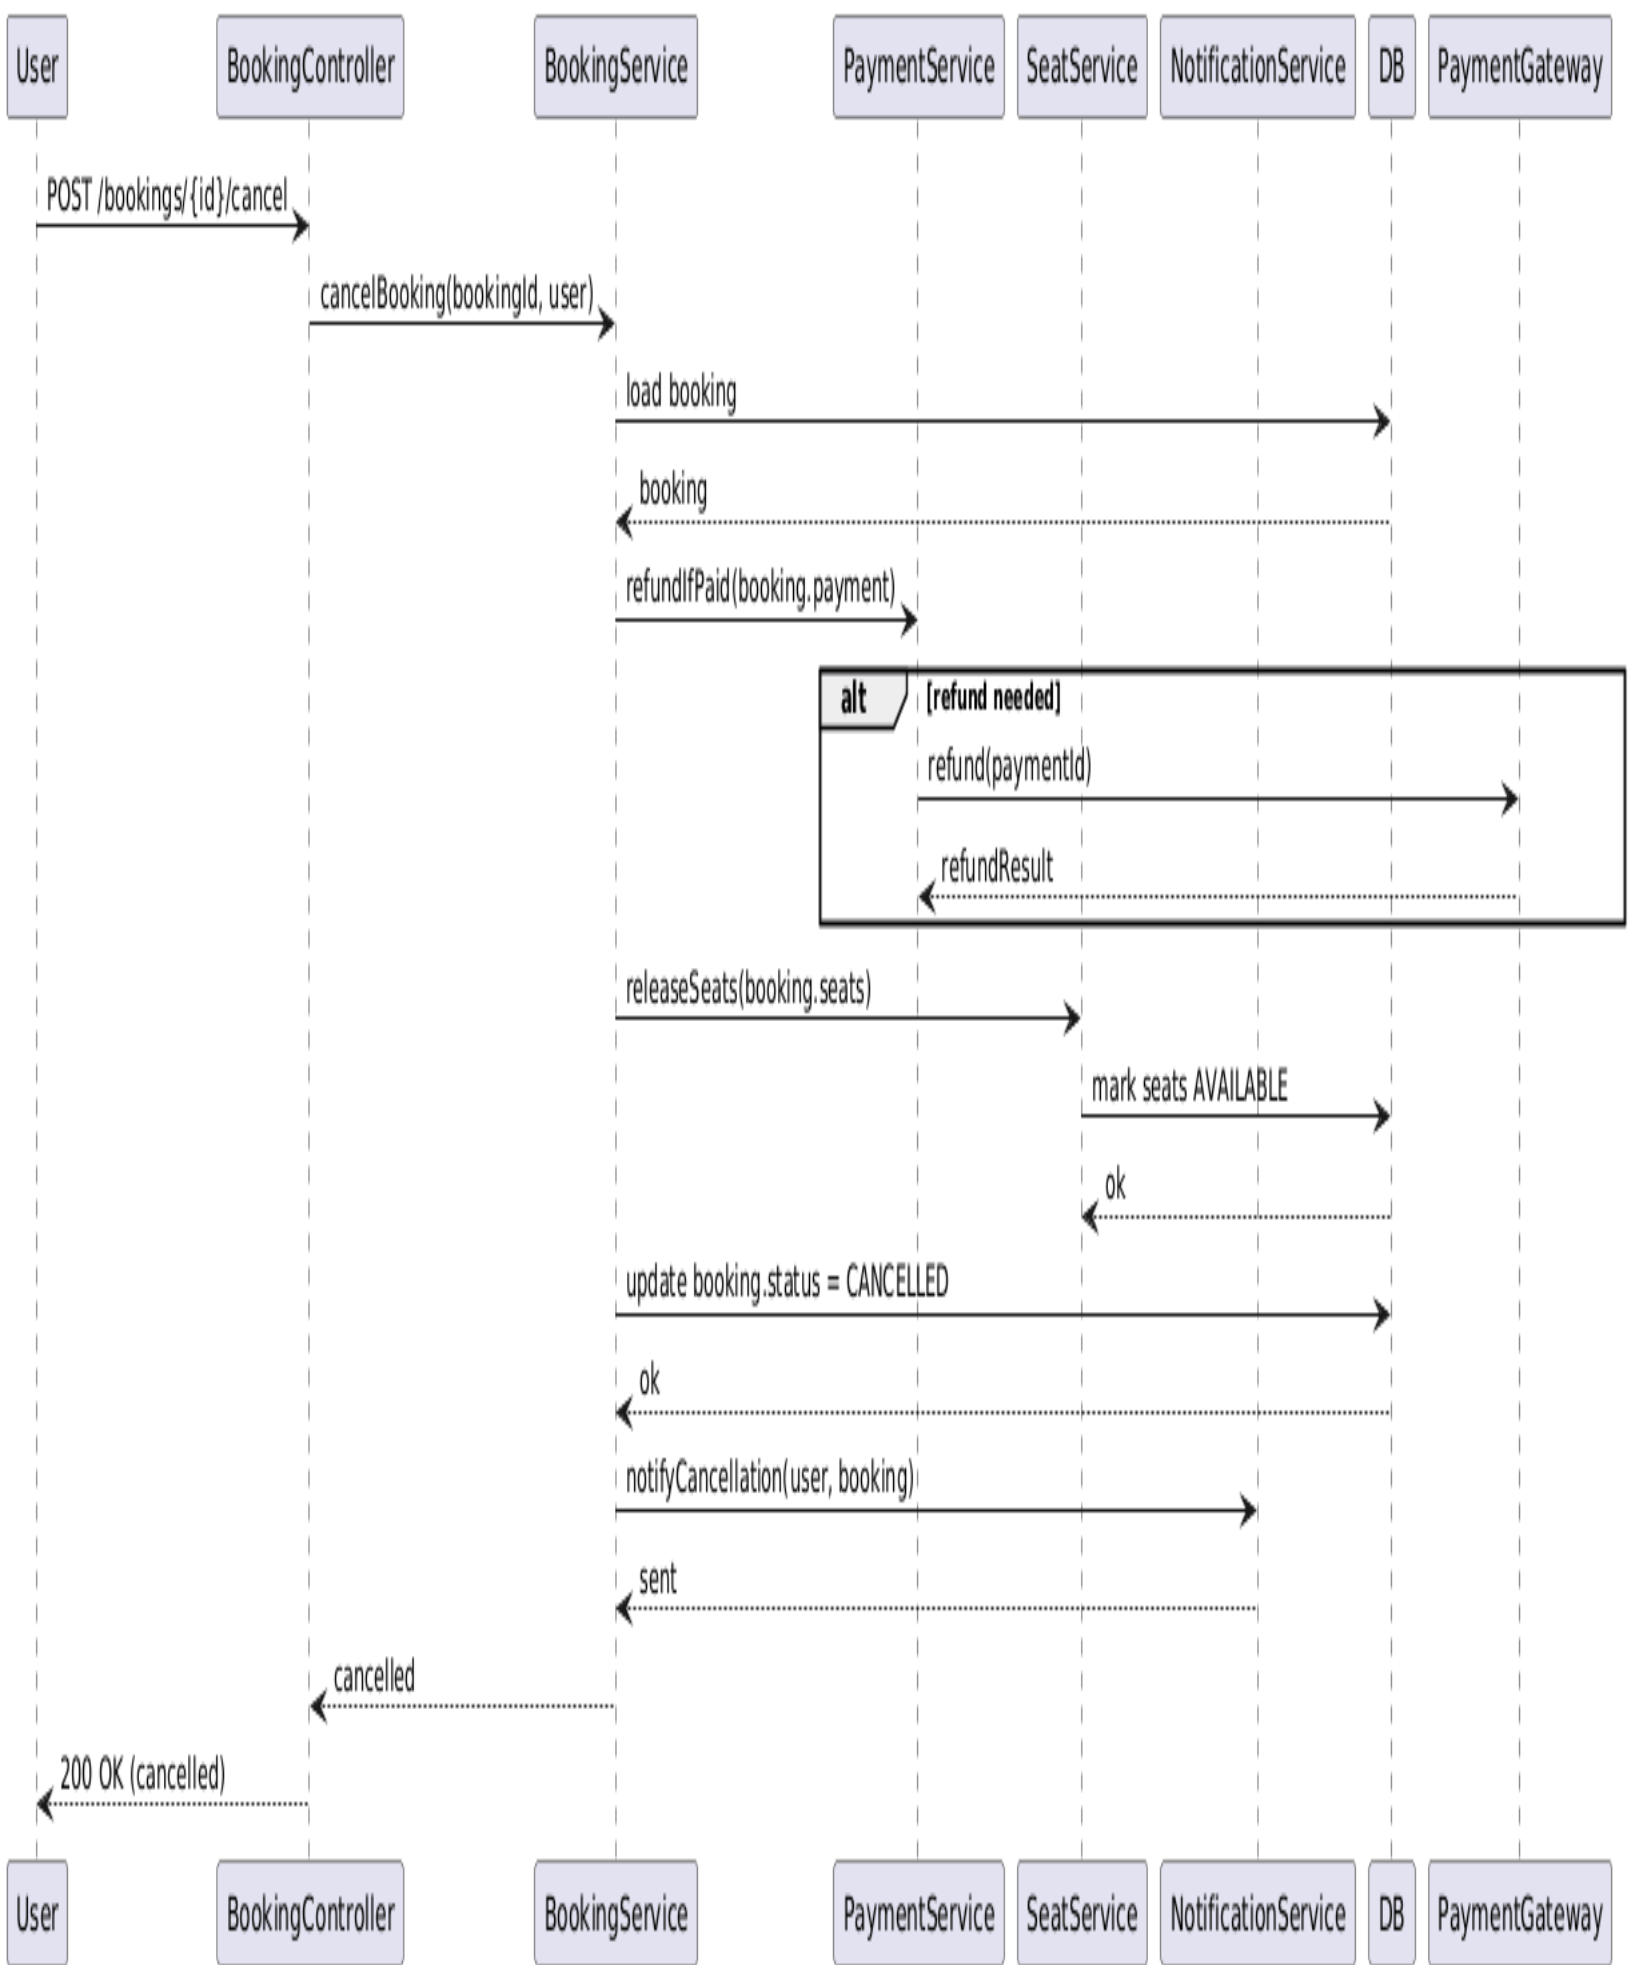 User BookingController BookingService PaymentService SeatService NotificationService DB PaymentGateway
POST /bookings/{id}/cancel
cancelBooking(bookingId, user)
load booking
booking
refundIfPaid(booking.payment)
alt [refund needed]
refund(paymentId)
refundResult
releaseSeats(booking.seats)
mark seats AVAILABLE
ok
update booking.status = CANCELLED
ok
notifyCancellation(user, booking)
sent
cancelled
200 OK (cancelled)
User BookingController BookingService PaymentService SeatService NotificationService DB PaymentGateway